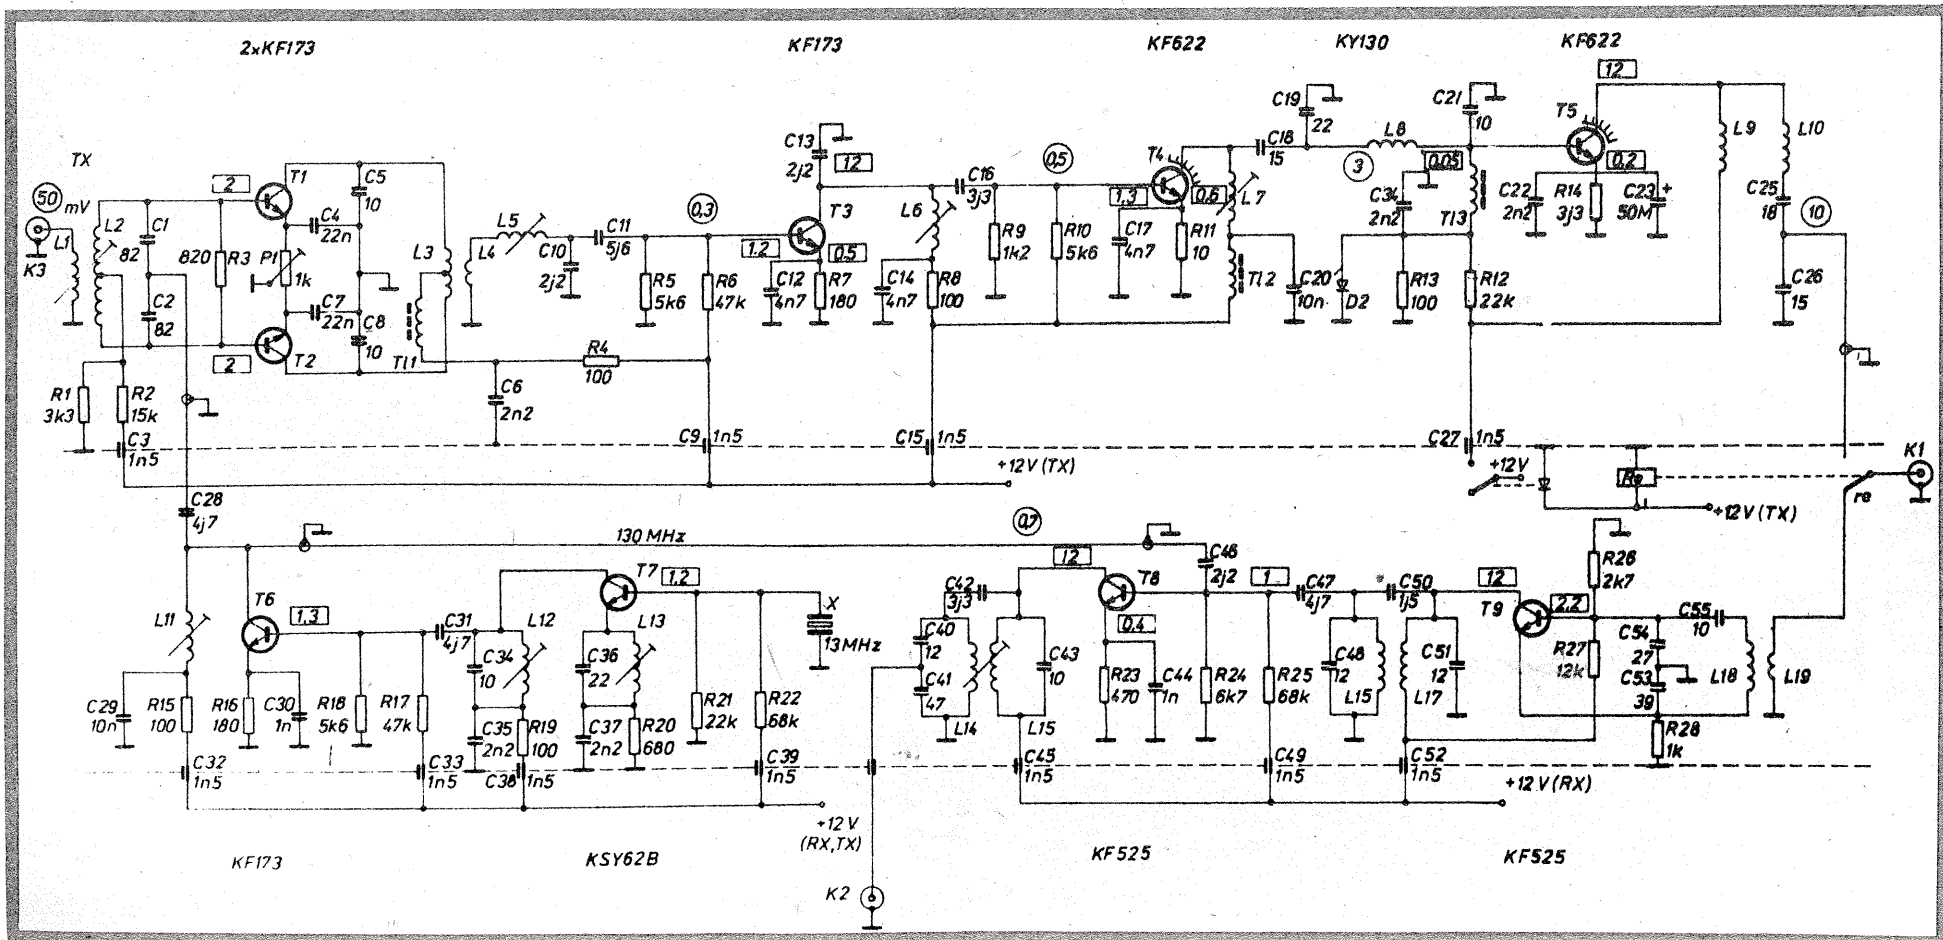 2xKF173
KF173
KF622
KY130
KF622
TX
50 mV
K3
L1
L2
C1
82
C2
82
2
2
820 R3
P1
1k
T1
T2
C4
22n
C7
22n
C5
10
C8
10
L3
Tl1
L4
L5
C10
2j2
C11
5j6
R5
5k6
0,3
R6
47k
R4
100
C6
2n2
R1
3k3
R2
15k
C3
1n5
C9
1n5
C13
2j2
12
T3
1,2
0,5
C12
4n7
R7
180
C14
4n7
L6
R8
100
C15
1n5
C16
3j3
R9
1k2
0,5
R10
5k6
T4
1,3
0,6
C17
4n7
R11
10
L7
Tl2
C18
15
C19
22
C20
10n
3
L8
C34
2n2
D2
R13
100
0,05
Tl3
R12
22k
C21
10
T5
12
0,2
C22
2n2
R14
3j3
C23
50M
+
L9
L10
C25
18
10
C26
15
C27
1n5
+12V (TX)
+12V
Re
+12V (TX)
re
K1
C28
4j7
130 MHz
0,7
L11
T6
1,3
C29
10n
R15
100
R16
180
C30
1n
R18
5k6
R17
47k
C31
4j7
C32
1n5
C33
1n5
C34
10
L12
C35
2n2
R19
100
C38
1n5
T7
1,2
C36
22
L13
C37
2n2
R20
680
R21
22k
R22
68k
X
13MHz
C39
1n5
+12V
(RX,TX)
K2
C42
3j3
C40
12
C41
47
L14
L15
C43
10
C45
1n5
12
T8
0,4
R23
470
C44
1n
C46
2j2
R24
6k7
1
R25
68k
C47
4j7
C48
12
L15
C49
1n5
C50
1j5
L17
C51
12
C52
1n5
12
T9
2,2
R26
2k7
R27
12k
C54
27
C53
39
C55
10
L18
L19
R28
1k
+12V (RX)
KF173
KSY62B
KF525
KF525